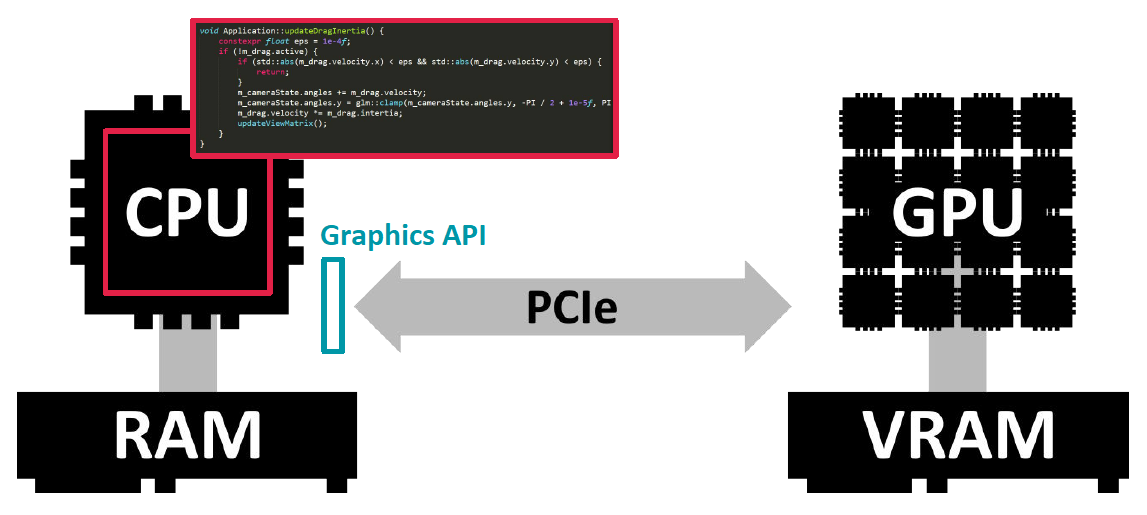 void Application::updateDragInertia() {
    constexpr float eps = 1e-4f;
    if (!m_drag.active) {
        if (std::abs(m_drag.velocity.x) < eps && std::abs(m_drag.velocity.y) < eps) {
            return;
        }
        m_cameraState.angles += m_drag.velocity;
        m_cameraState.angles.y = glm::clamp(m_cameraState.angles.y, -PI / 2 + 1e-5f, PI
        m_drag.velocity *= m_drag.intertia;
        updateViewMatrix();
    }
}
CPU
GPU
Graphics API
PCIe
RAM
VRAM